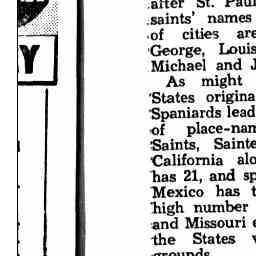 Y
after St. Paul
saints' names
of cities are
George, Louis
Michael and J
As might
States origina
Spaniards lead
of place-nam
Saints, Sainte
California alo
has 21, and sp
Mexico has t
high number
and Missouri e
the States w
grounds